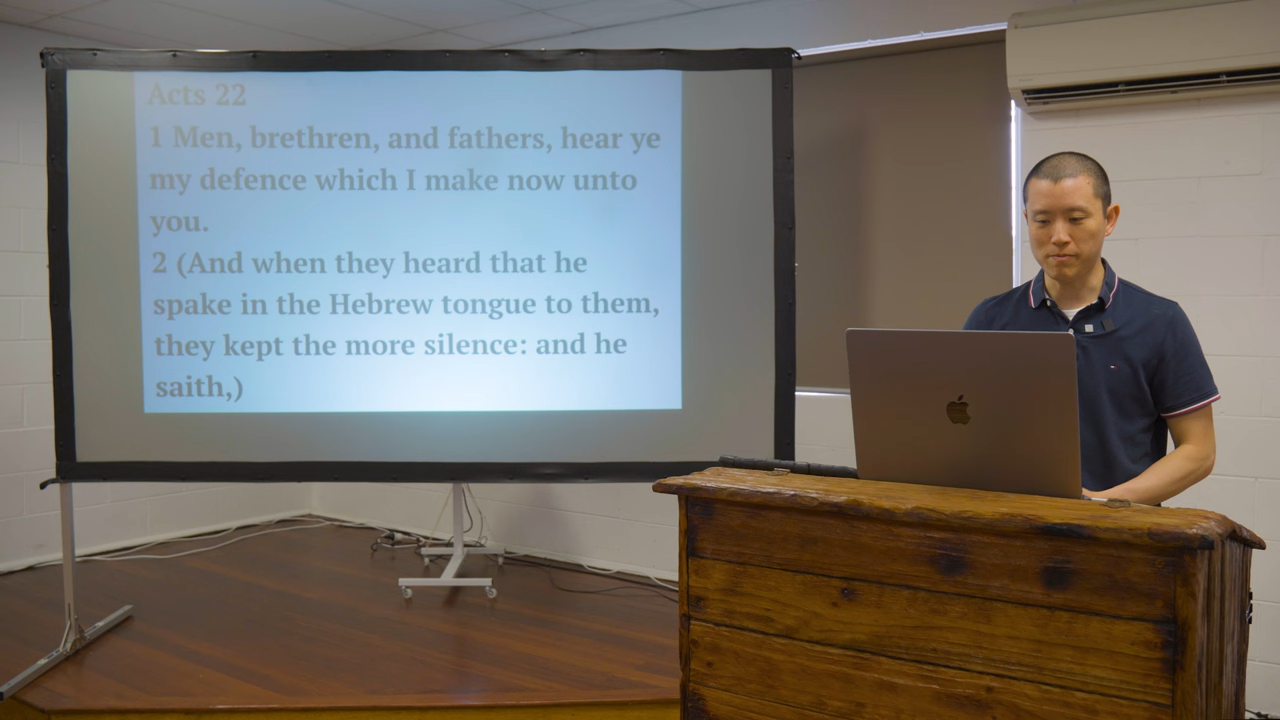 Acts 22
1 Men, brethren, and fathers, hear ye
my defence which I make now unto
you.
2 (And when they heard that he
spake in the Hebrew tongue to them,
they kept the more silence: and he
saith,)